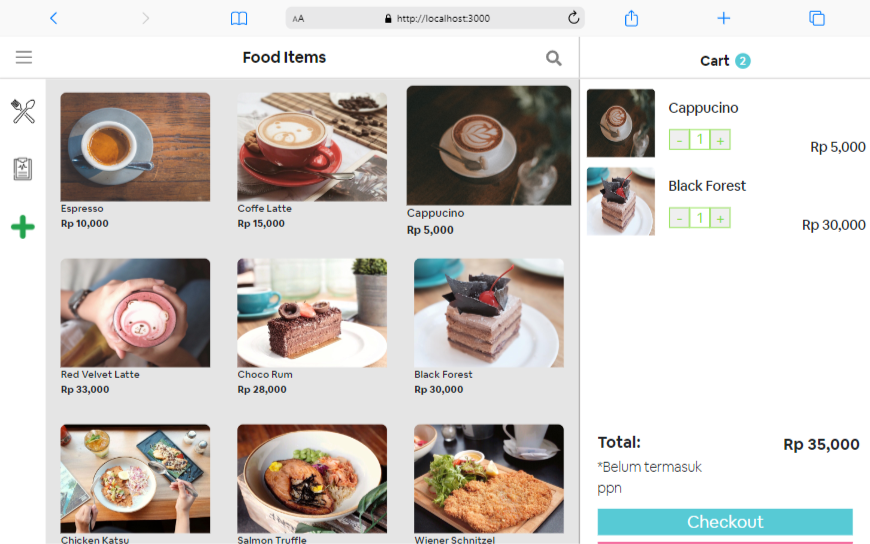 AA http://localhost:3000
Food Items
Cart 2
Espresso
Rp 10,000
Coffe Latte
Rp 15,000
Cappucino
Rp 5,000
Red Velvet Latte
Rp 33,000
Choco Rum
Rp 28,000
Black Forest
Rp 30,000
Chicken Katsu
Salmon Truffle
Wiener Schnitzel
Cappucino
- 1 +
Rp 5,000
Black Forest
- 1 +
Rp 30,000
Total:
Rp 35,000
*Belum termasuk
ppn
Checkout